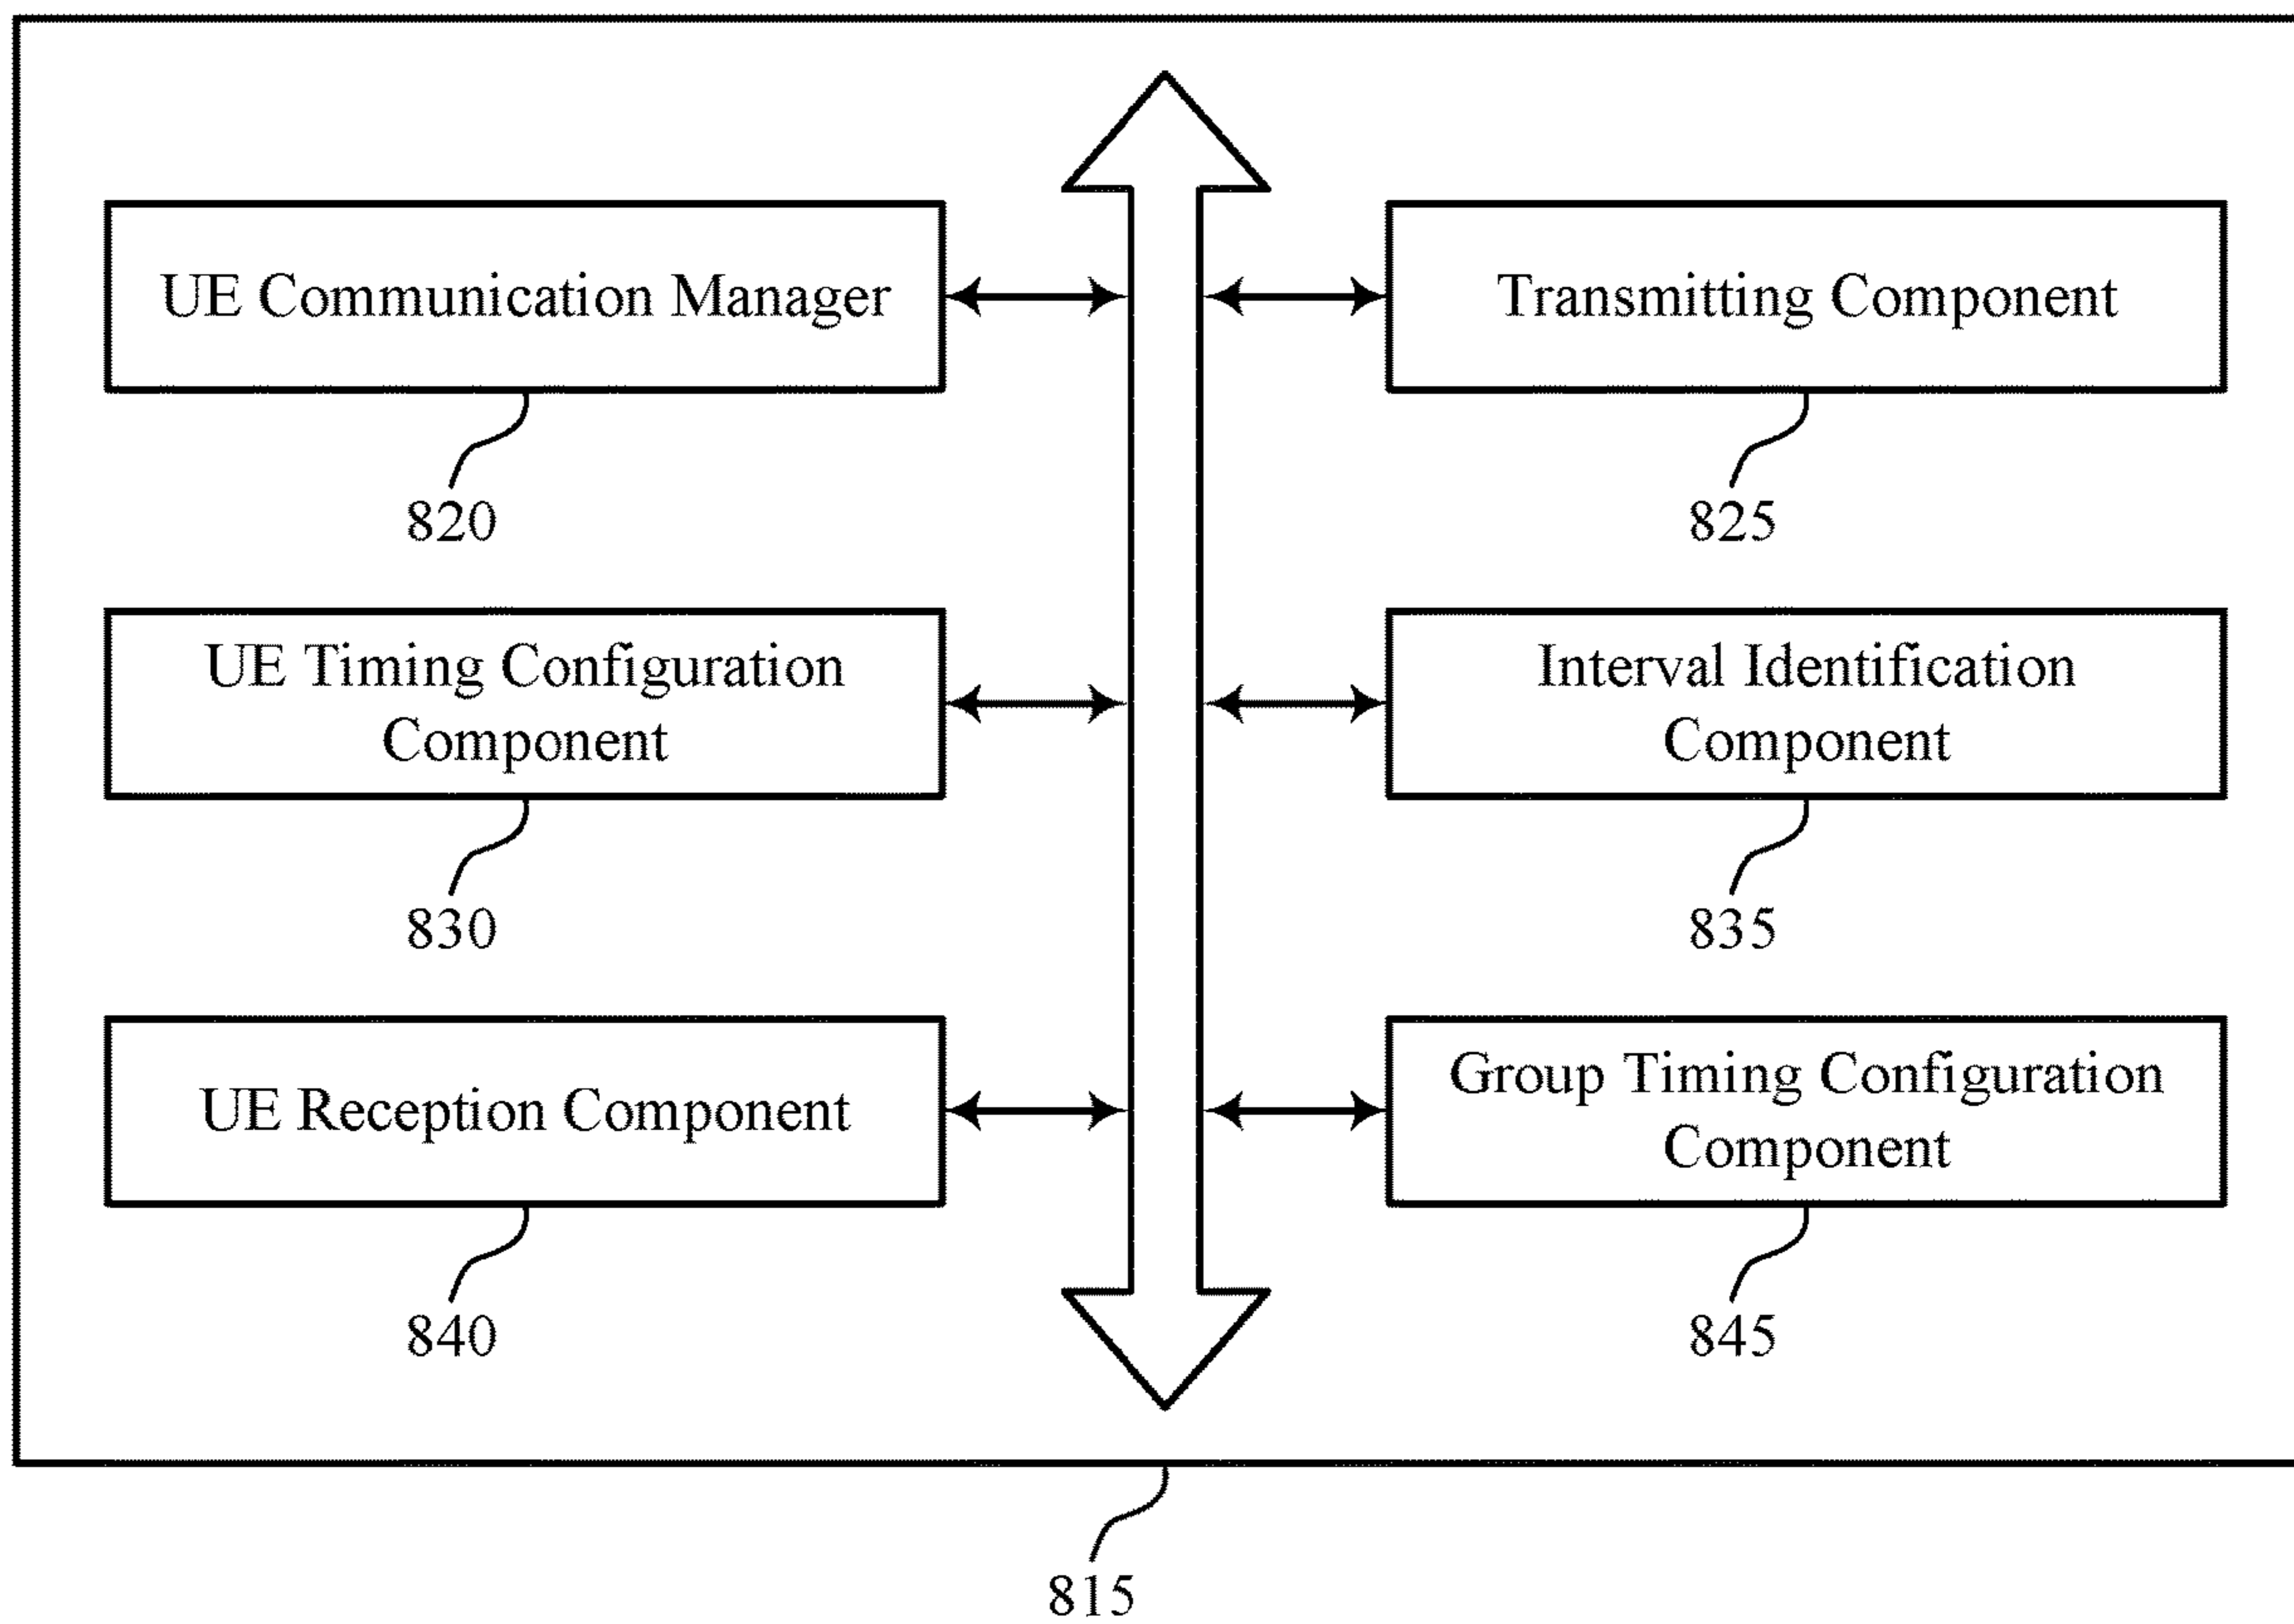 UE Communication Manager
Transmitting Component
820
825
UE Timing Configuration
Component
Interval Identification
Component
830
835
UE Reception Component
Group Timing Configuration
Component
840
845
815